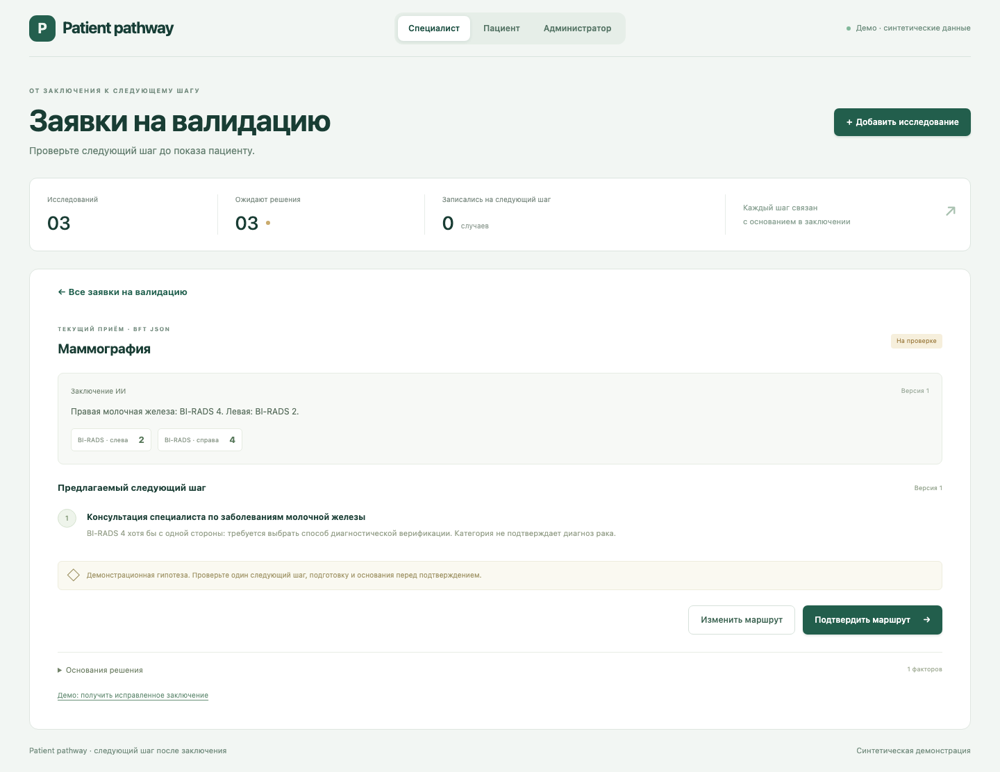 P Patient pathway
Специалист Пациент Администратор
Демо · синтетические данные
ОТ ЗАКЛЮЧЕНИЯ К СЛЕДУЮЩЕМУ ШАГУ
Заявки на валидацию
+ Добавить исследование
Проверьте следующий шаг до показа пациенту.
Исследований
03
Ожидают решения
03
Записались на следующий шаг
0 случаев
Каждый шаг связан
с основанием в заключении
← Все заявки на валидацию
ТЕКУЩИЙ ПРИЁМ · BFT JSON
Маммография
На проверке
Заключение ИИ
Версия 1
Правая молочная железа: BI-RADS 4. Левая: BI-RADS 2.
BI-RADS · слева 2
BI-RADS · справа 4
Предлагаемый следующий шаг
Версия 1
1
Консультация специалиста по заболеваниям молочной железы
BI-RADS 4 хотя бы с одной стороны: требуется выбрать способ диагностической верификации. Категория не подтверждает диагноз рака.
Демонстрационная гипотеза. Проверьте один следующий шаг, подготовку и основания перед подтверждением.
Изменить маршрут
Подтвердить маршрут →
Основания решения
1 факторов
Демо: получить исправленное заключение
Patient pathway · следующий шаг после заключения
Синтетическая демонстрация